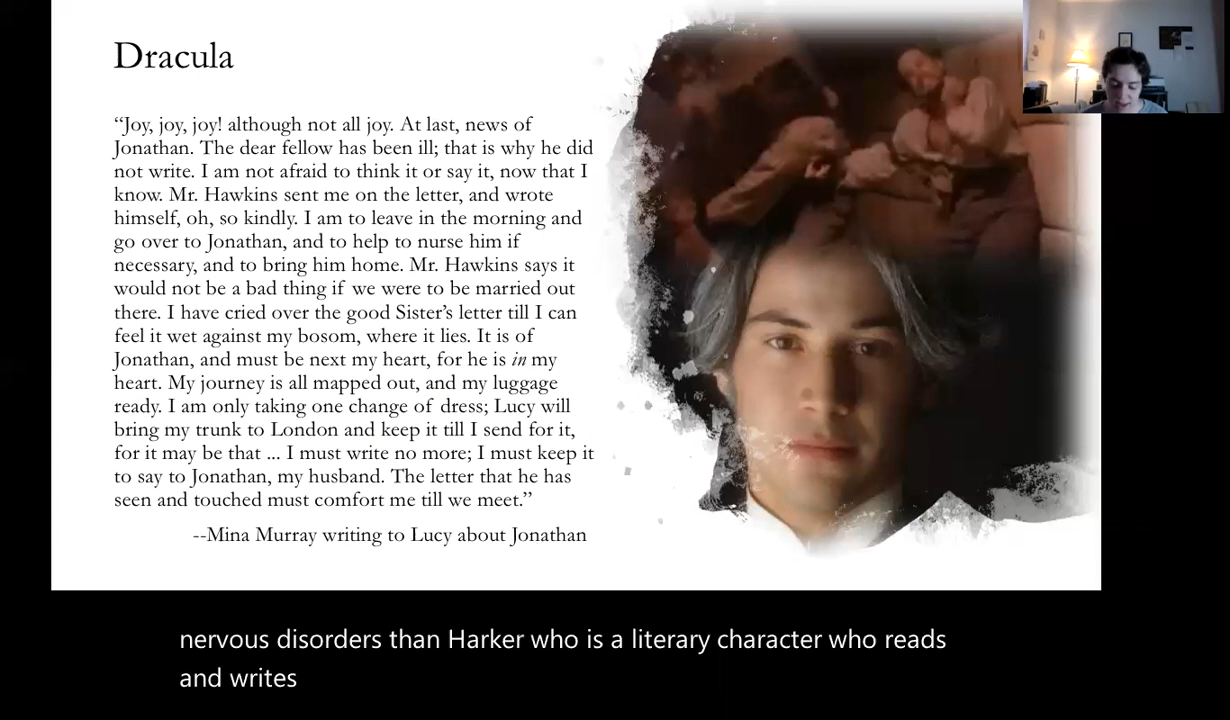 Dracula
“Joy, joy, joy! although not all joy. At last, news of
Jonathan. The dear fellow has been ill; that is why he did
not write. I am not afraid to think it or say it, now that I
know. Mr. Hawkins sent me on the letter, and wrote
himself, oh, so kindly. I am to leave in the morning and
go over to Jonathan, and to help to nurse him if
necessary, and to bring him home. Mr. Hawkins says it
would not be a bad thing if we were to be married out
there. I have cried over the good Sister’s letter till I can
feel it wet against my bosom, where it lies. It is of
Jonathan, and must be next my heart, for he is in my
heart. My journey is all mapped out, and my luggage
ready. I am only taking one change of dress; Lucy will
bring my trunk to London and keep it till I send for it,
for it may be that ... I must write no more; I must keep it
to say to Jonathan, my husband. The letter that he has
seen and touched must comfort me till we meet.”
--Mina Murray writing to Lucy about Jonathan
nervous disorders than Harker who is a literary character who reads
and writes